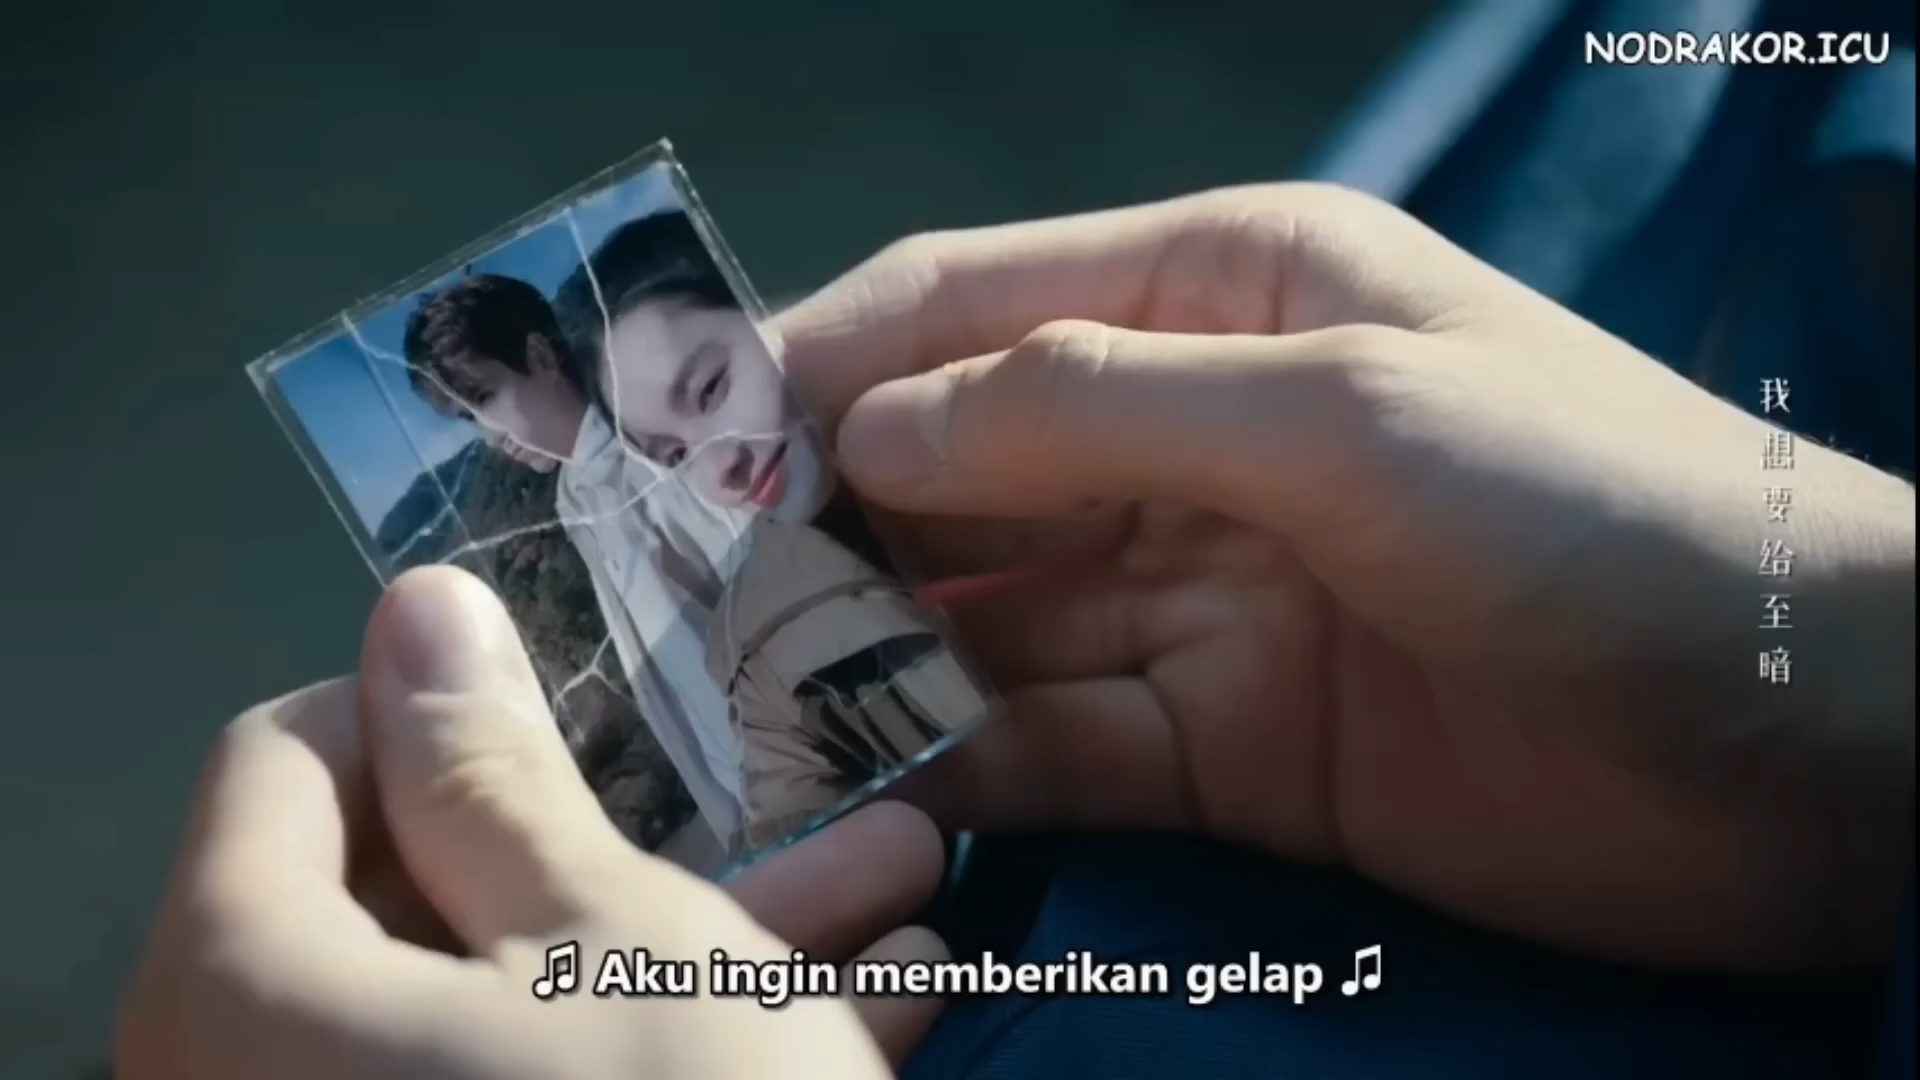 NODRAKOR.ICU
我想要给至暗
♫ Aku ingin memberikan gelap ♫